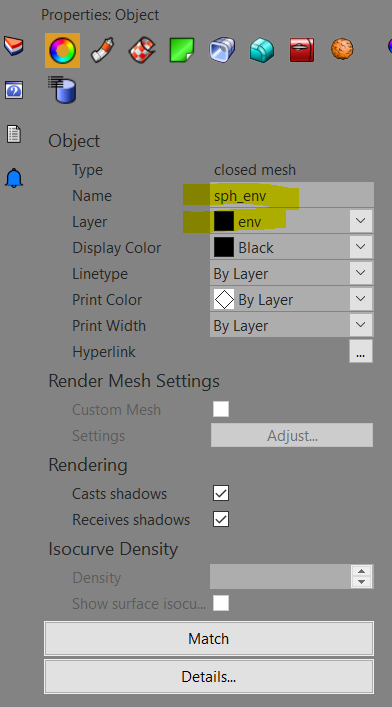 Properties: Object
Object
Type closed mesh
Name sph_env
Layer env
Display Color Black
Linetype By Layer
Print Color By Layer
Print Width By Layer
Hyperlink ...
Render Mesh Settings
Custom Mesh
Settings Adjust...
Rendering
Casts shadows
Receives shadows
Isocurve Density
Density
Show surface isocu...
Match
Details...